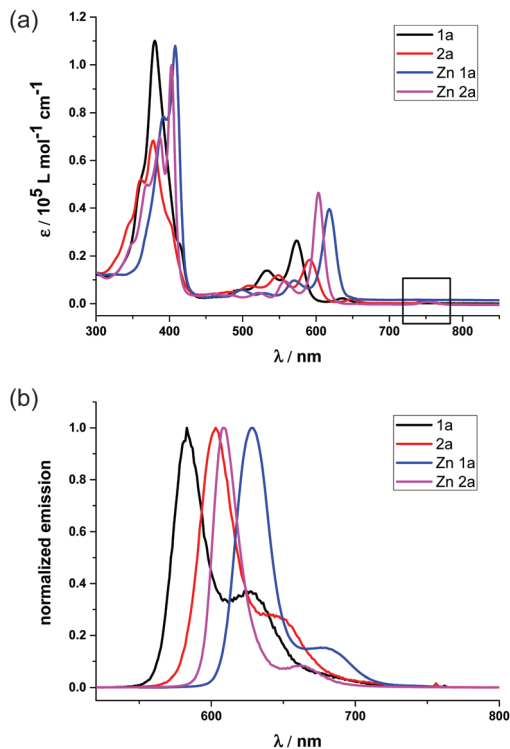 (a)
1.2
1.0
0.8
0.6
0.4
0.2
0.0
ε / 10⁵ L mol⁻¹ cm⁻¹
1a
2a
Zn 1a
Zn 2a
300 400 500 600 700 800
λ / nm
(b)
1.0
0.8
0.6
0.4
0.2
0.0
normalized emission
1a
2a
Zn 1a
Zn 2a
600 700 800
λ / nm